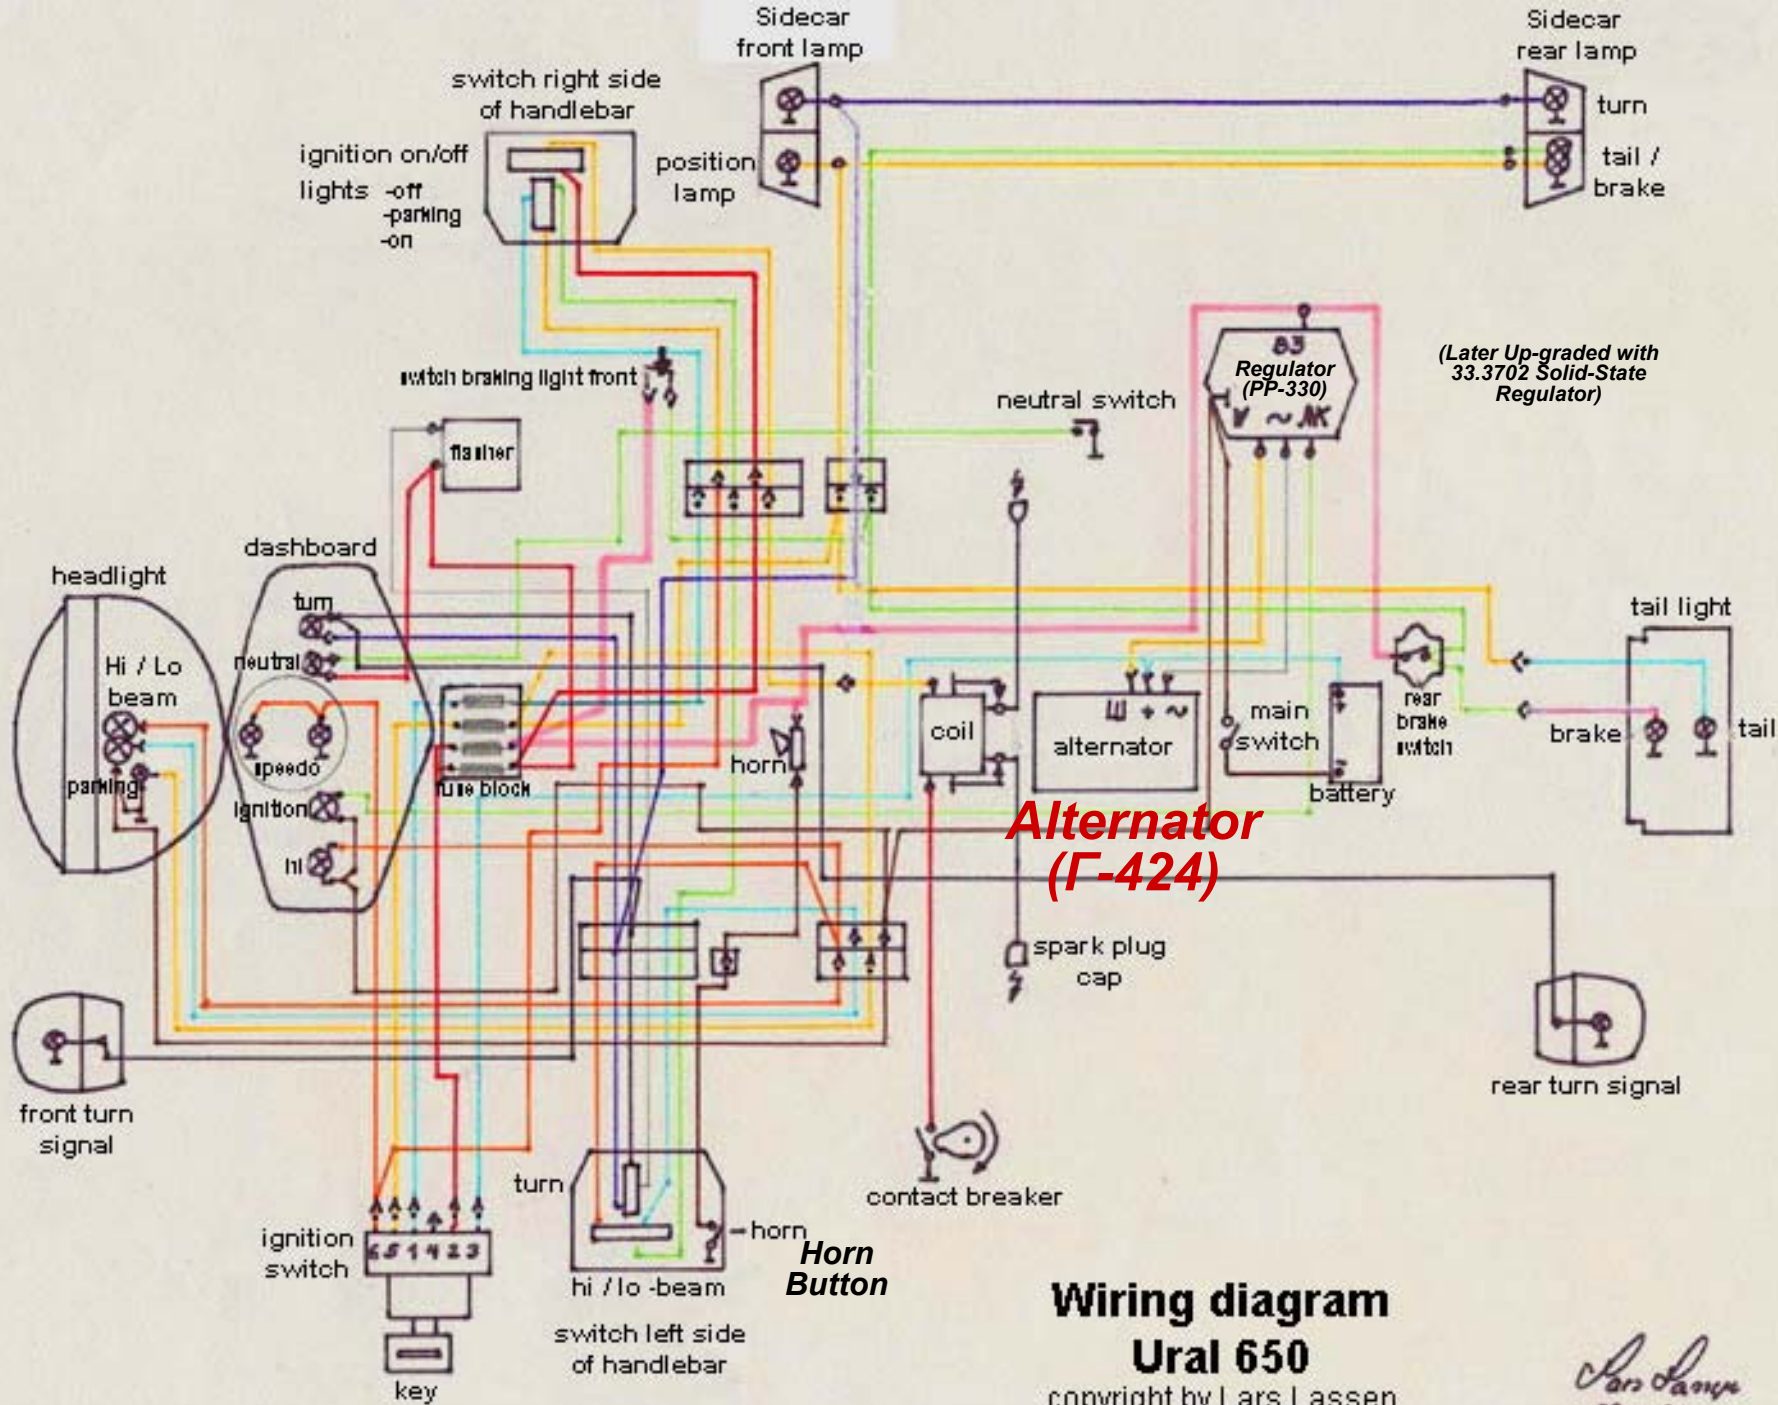 Sidecar
front lamp
Sidecar
rear lamp
switch right side
of handlebar
turn
ignition on/off
position
lamp
tail /
brake
lights -off
-parking
-on
switch braking light front
neutral switch
B3
Regulator
(PP-330)
(Later Up-graded with
33.3702 Solid-State
Regulator)
flasher
dashboard
headlight
turn
tail light
neutral
Hi / Lo
beam
speedo
parking
fuse block
horn
coil
Ш + ~
alternator
main
switch
battery
rear
brake
switch
brake
tail
ignition
hi
Alternator
(Г-424)
spark plug
cap
front turn
signal
rear turn signal
turn
contact breaker
ignition
switch
6 5 1 4 2 3
horn
Horn
Button
hi / lo -beam
switch left side
of handlebar
key
Wiring diagram
Ural 650
copyright by Lars Lassen